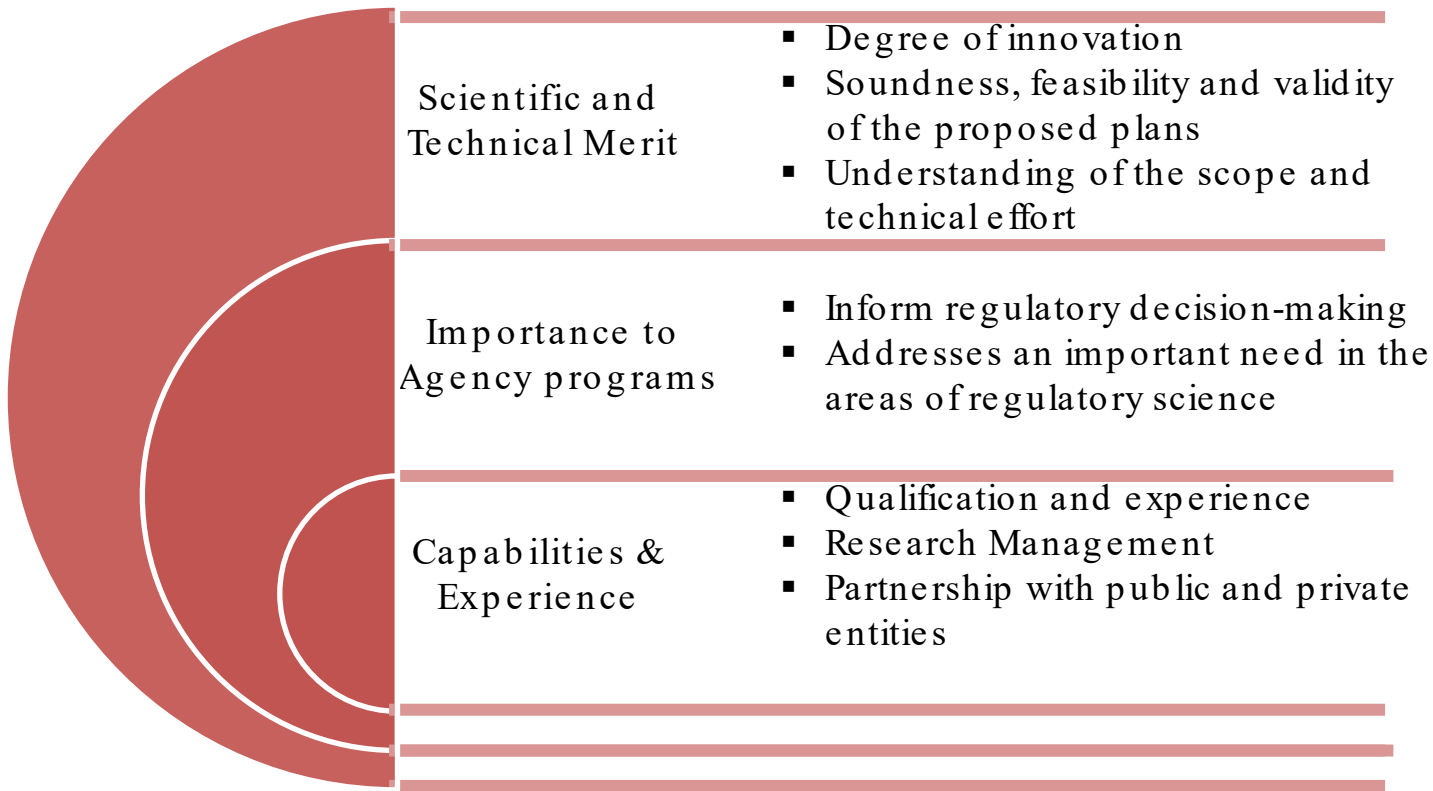 Scientific and
Technical Merit
▪ Degree of innovation
▪ Soundness, feasibility and validity
of the proposed plans
▪ Understanding of the scope and
technical effort
Importance to
Agency programs
▪ Inform regulatory decision-making
▪ Addresses an important need in the
areas of regulatory science
Capabilities &
Experience
▪ Qualification and experience
▪ Research Management
▪ Partnership with public and private
entities